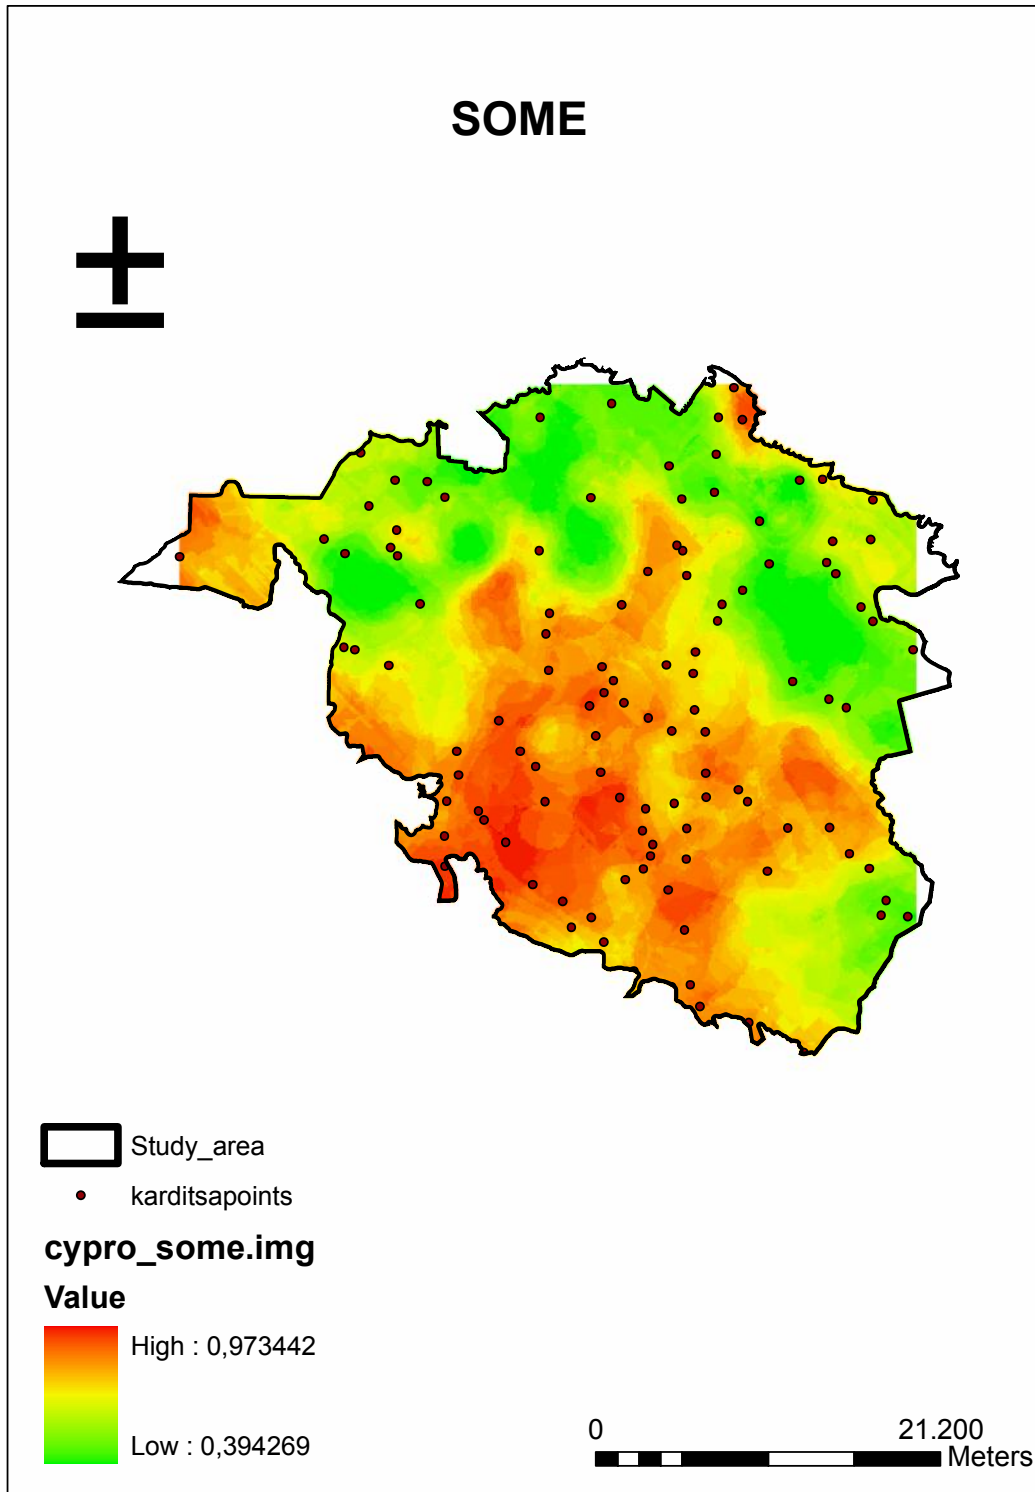 SOME
Study_area
karditsapoints
cypro_some.img
Value
High : 0,973442
Low : 0,394269
0 21.200
Meters